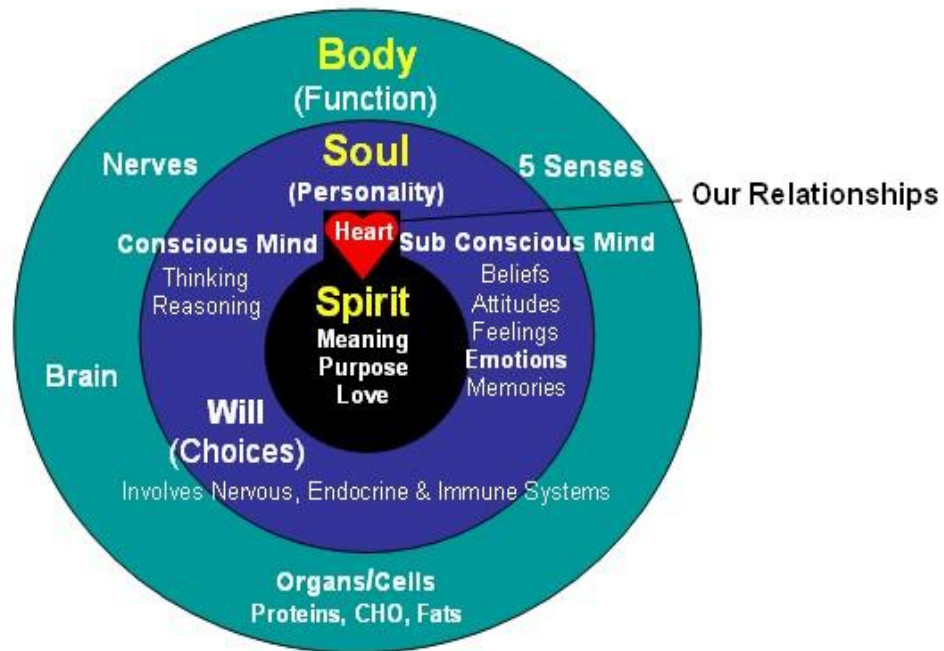 Body
(Function)
Nerves
5 Senses
Soul
(Personality)
Our Relationships
Heart
Conscious Mind
Thinking
Reasoning
Sub Conscious Mind
Beliefs
Attitudes
Feelings
Emotions
Memories
Spirit
Meaning
Purpose
Love
Brain
Will
(Choices)
Involves Nervous, Endocrine & Immune Systems
Organs/Cells
Proteins, CHO, Fats